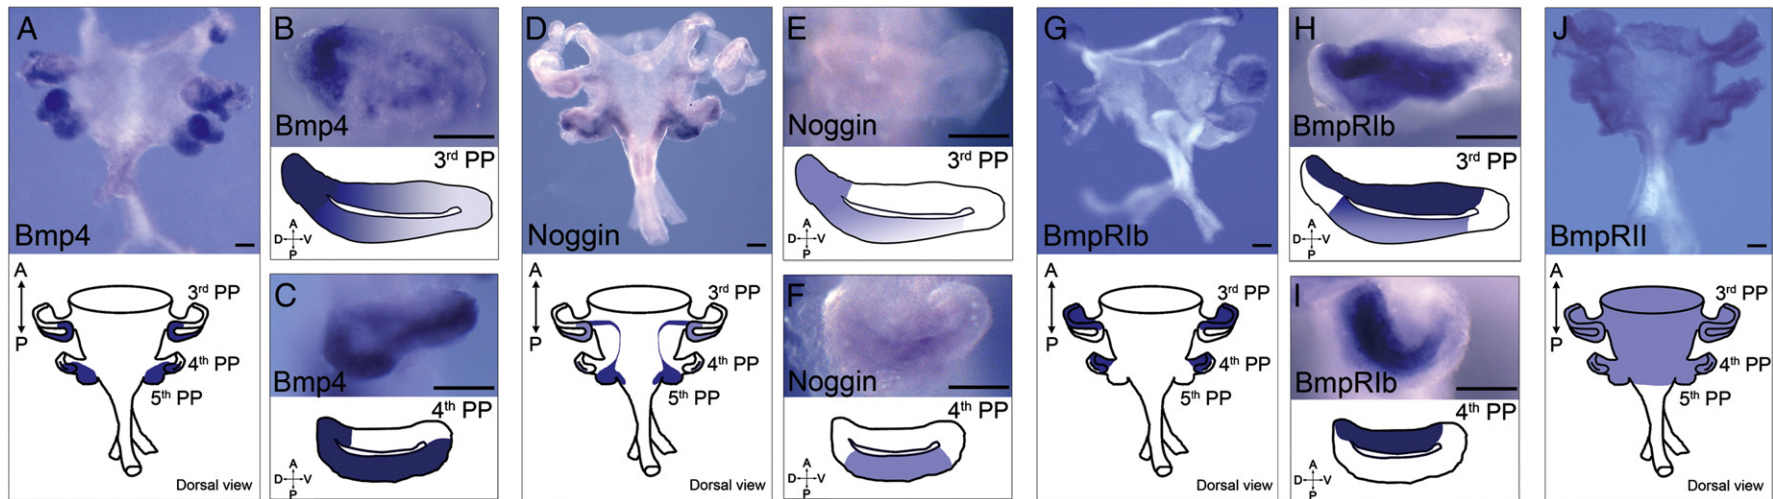 A
Bmp4
A
P
3rd PP
4th PP
5th PP
Dorsal view
B
Bmp4
3rd PP
A
D V
P
C
Bmp4
4th PP
A
D V
P
D
Noggin
A
P
3rd PP
4th PP
5th PP
Dorsal view
E
Noggin
3rd PP
A
D V
P
F
Noggin
4th PP
A
D V
P
G
BmpRIb
A
P
3rd PP
4th PP
5th PP
Dorsal view
H
BmpRIb
3rd PP
A
D V
P
I
BmpRIb
4th PP
A
D V
P
J
BmpRII
A
P
3rd PP
4th PP
5th PP
Dorsal view